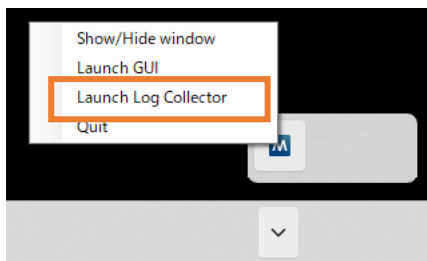 Show/Hide window
Launch GUI
Launch Log Collector
Quit
M